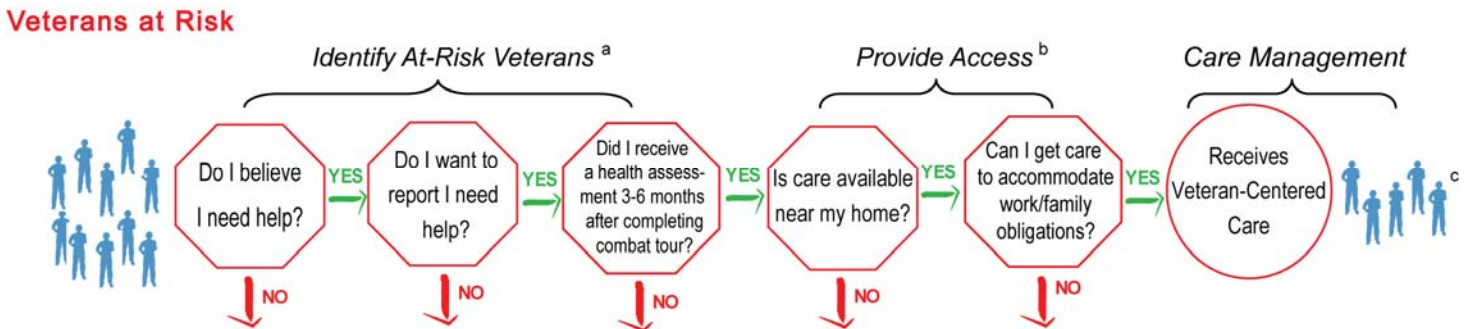 Veterans at Risk
Identify At-Risk Veterans a
Provide Access b
Care Management
Do I believe
I need help?
YES
NO
Do I want to
report I need
help?
YES
NO
Did I receive
a health assess-
ment 3-6 months
after completing
combat tour?
YES
NO
Is care available
near my home?
YES
NO
Can I get care
to accommodate
work/family
obligations?
YES
NO
Receives
Veteran-Centered
Care
c